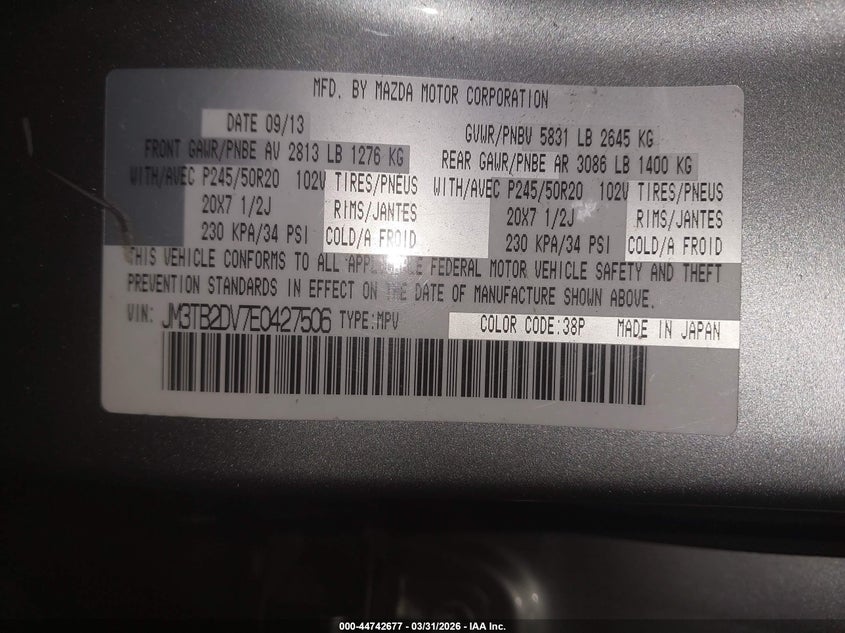 MFD. BY MAZDA MOTOR CORPORATION
DATE 09/13 GVWR/PNBV 5831 LB 2645 KG
FRONT GAWR/PNBE AV 2813 LB 1276 KG REAR GAWR/PNBE AR 3086 LB 1400 KG
WITH/AVEC P245/50R20 102V TIRES/PNEUS WITH/AVEC P245/50R20 102V TIRES/PNEUS
20X7 1/2J RIMS/JANTES 20X7 1/2J RIMS/JANTES
230 KPA/34 PSI COLD/A FROID 230 KPA/34 PSI COLD/A FROID
THIS VEHICLE CONFORMS TO ALL APPLICABLE FEDERAL MOTOR VEHICLE SAFETY AND THEFT
PREVENTION STANDARDS IN EFFECT ON THE DATE OF MANUFACTURE SHOWN ABOVE.
VIN: JM3TB2DV7E0427506 TYPE:MPV COLOR CODE:38P MADE IN JAPAN
000-44742677 - 03/31/2026 - IAA Inc.